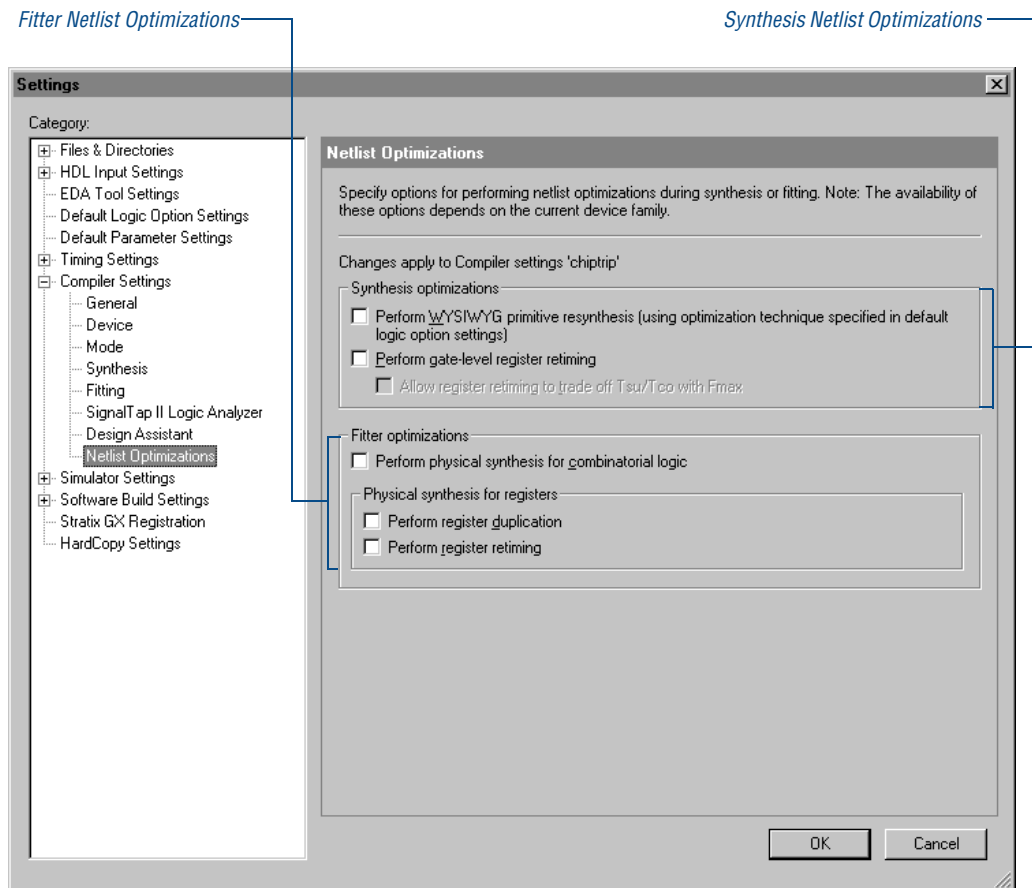 Fitter Netlist Optimizations
Synthesis Netlist Optimizations
Settings
Category:
Files & Directories
HDL Input Settings
EDA Tool Settings
Default Logic Option Settings
Default Parameter Settings
Timing Settings
Compiler Settings
General
Device
Mode
Synthesis
Fitting
SignalTap II Logic Analyzer
Design Assistant
Netlist Optimizations
Simulator Settings
Software Build Settings
Stratix GX Registration
HardCopy Settings
Netlist Optimizations
Specify options for performing netlist optimizations during synthesis or fitting. Note: The availability of
these options depends on the current device family.
Changes apply to Compiler settings 'chiptrip'
Synthesis optimizations
Perform WYSIWYG primitive resynthesis (using optimization technique specified in default
logic option settings)
Perform gate-level register retiming
Allow register retiming to trade off Tsu/Tco with Fmax
Fitter optimizations
Perform physical synthesis for combinatorial logic
Physical synthesis for registers
Perform register duplication
Perform register retiming
OK
Cancel